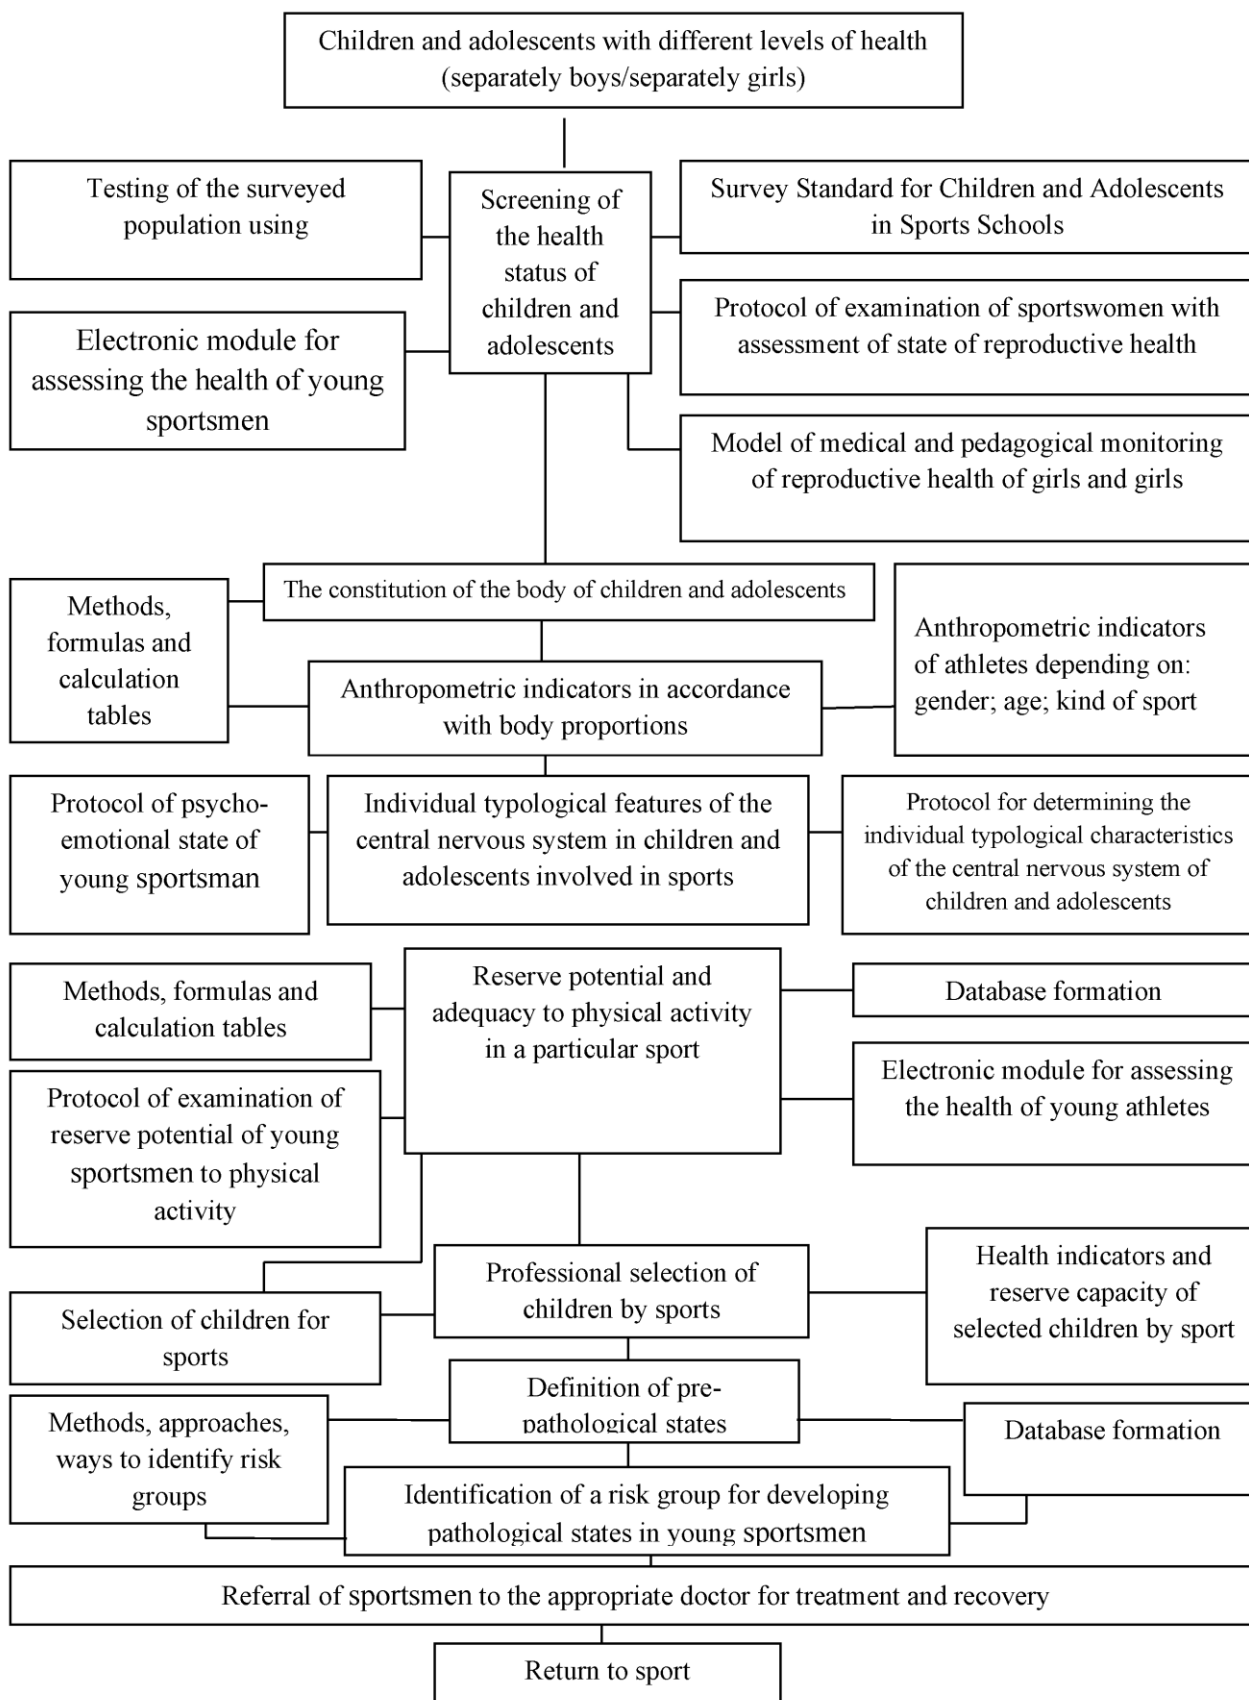 Children and adolescents with different levels of health
(separately boys/separately girls)
Testing of the surveyed
population using
Screening of
the health
status of
children and
adolescents
Survey Standard for Children and Adolescents
in Sports Schools
Electronic module for
assessing the health of young
sportsmen
Protocol of examination of sportswomen with
assessment of state of reproductive health
Model of medical and pedagogical monitoring
of reproductive health of girls and girls
Methods,
formulas and
calculation
tables
The constitution of the body of children and adolescents
Anthropometric indicators in accordance
with body proportions
Anthropometric indicators
of athletes depending on:
gender; age; kind of sport
Protocol of psycho-
emotional state of
young sportsman
Individual typological features of the
central nervous system in children and
adolescents involved in sports
Protocol for determining the
individual typological characteristics
of the central nervous system of
children and adolescents
Methods, formulas and
calculation tables
Reserve potential and
adequacy to physical activity
in a particular sport
Database formation
Protocol of examination of
reserve potential of young
sportsmen to physical
activity
Electronic module for assessing
the health of young athletes
Selection of children for
sports
Professional selection of
children by sports
Health indicators and
reserve capacity of
selected children by sport
Methods, approaches,
ways to identify risk
groups
Definition of pre-
pathological states
Database formation
Identification of a risk group for developing
pathological states in young sportsmen
Referral of sportsmen to the appropriate doctor for treatment and recovery
Return to sport